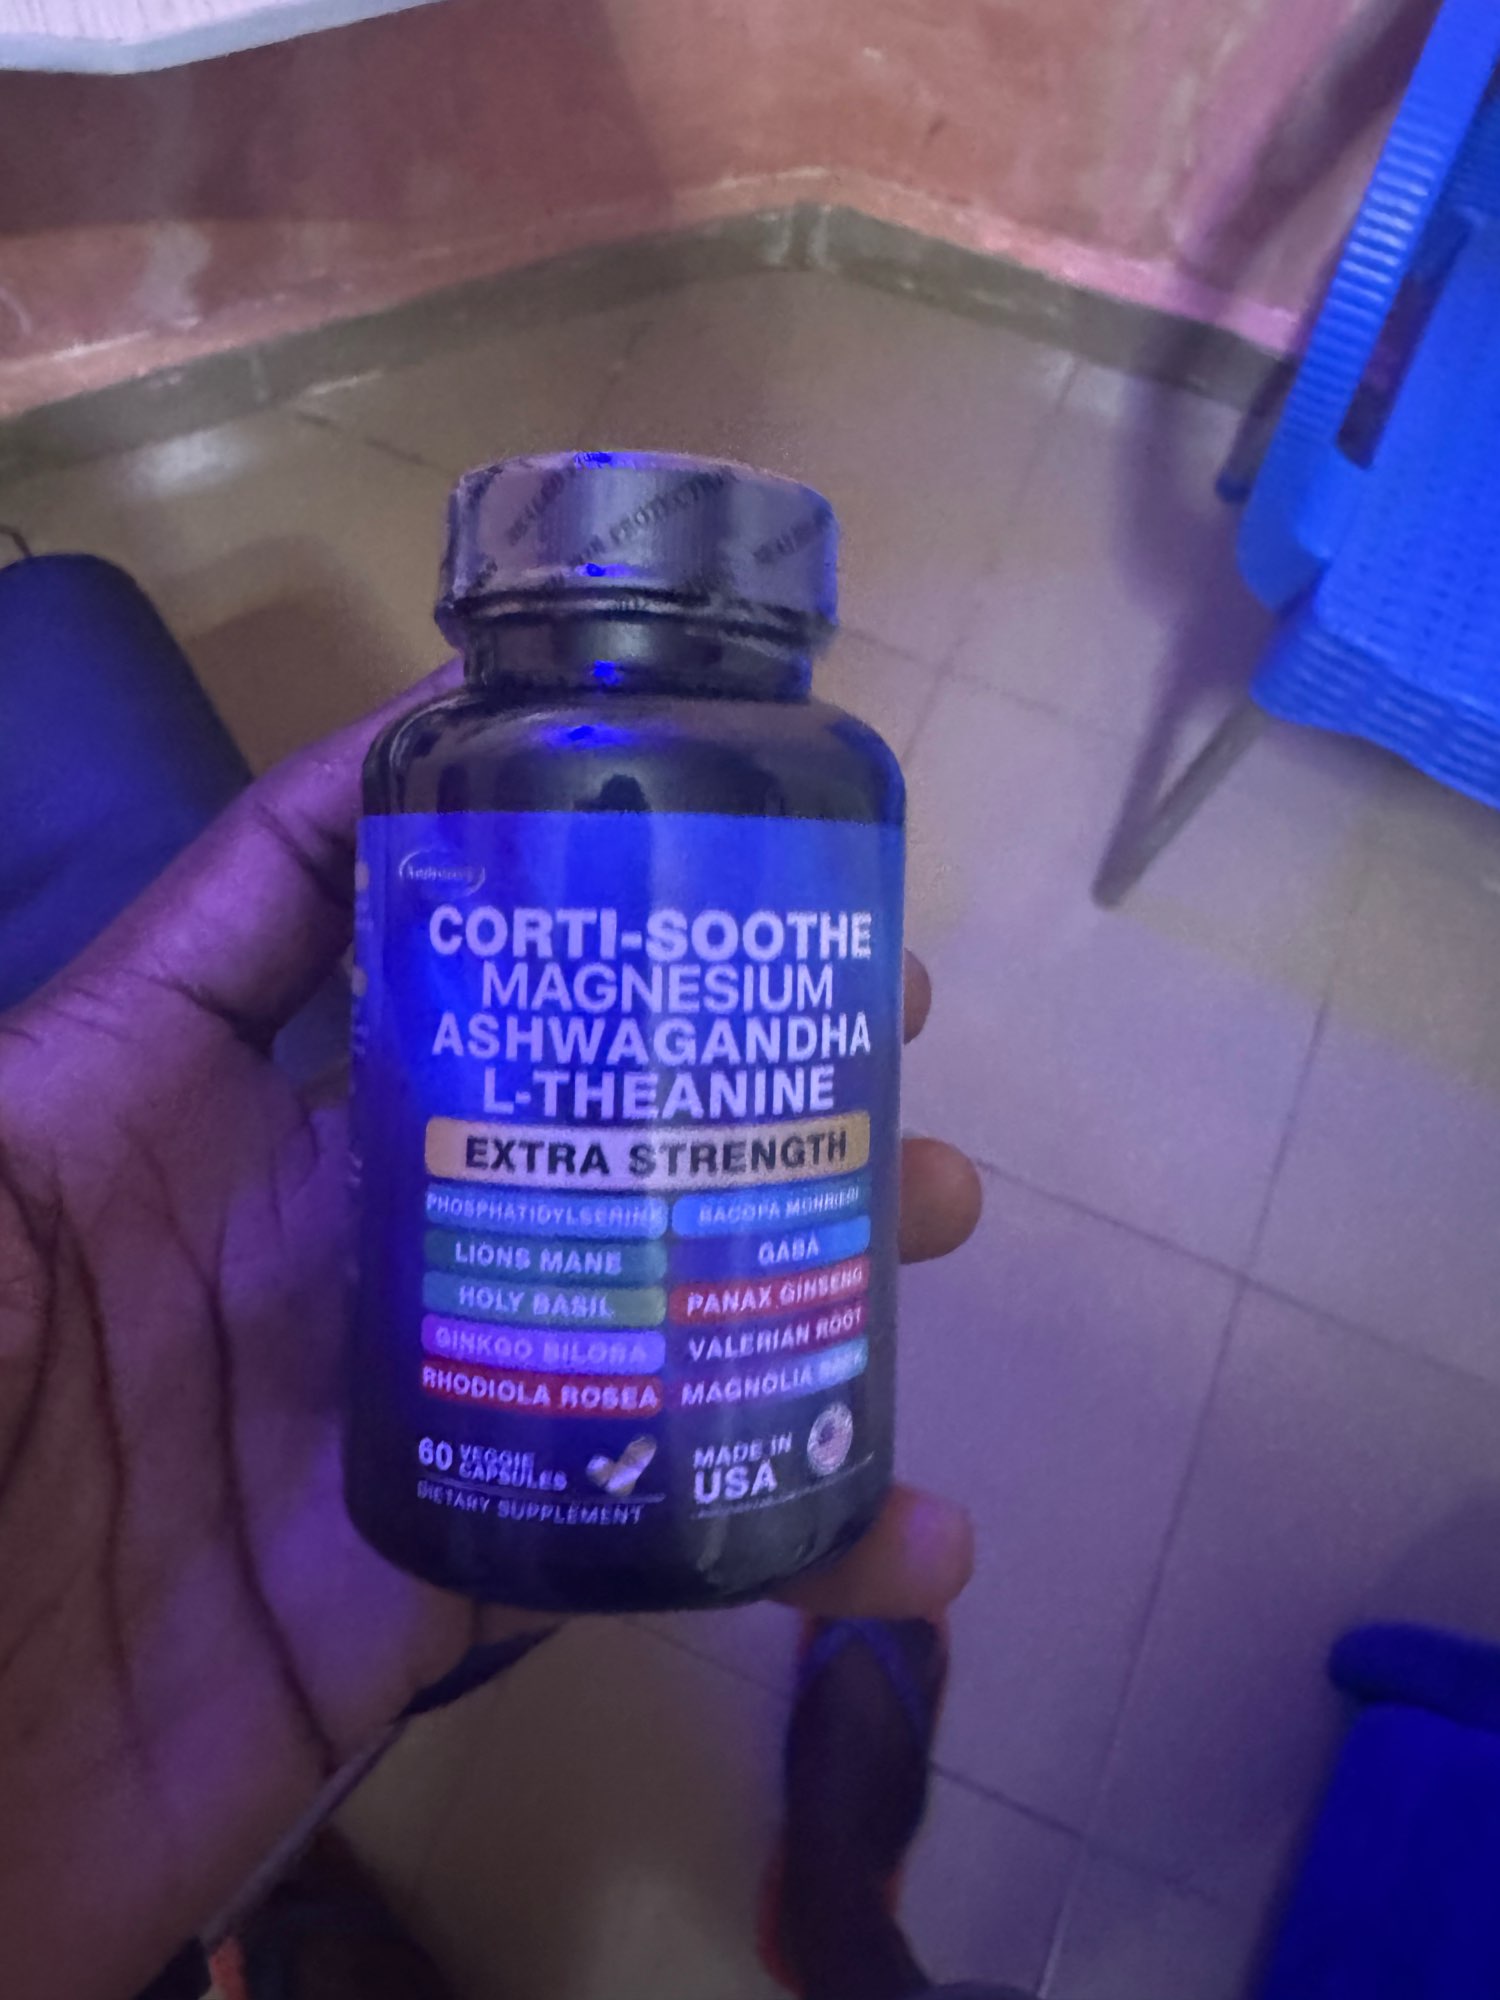 CORTI-SOOTHE
MAGNESIUM
ASHWAGANDHA
L-THEANINE
EXTRA STRENGTH
PHOSPHATIDYLSERINE
BACOPA MONNIERI
LIONS MANE
GABA
HOLY BASIL
PANAX GINSENG
GINKGO BILOBA
VALERIAN ROOT
RHODIOLA ROSEA
MAGNOLIA BARK
60 VEGGIE
CAPSULES
DIETARY SUPPLEMENT
MADE IN
USA